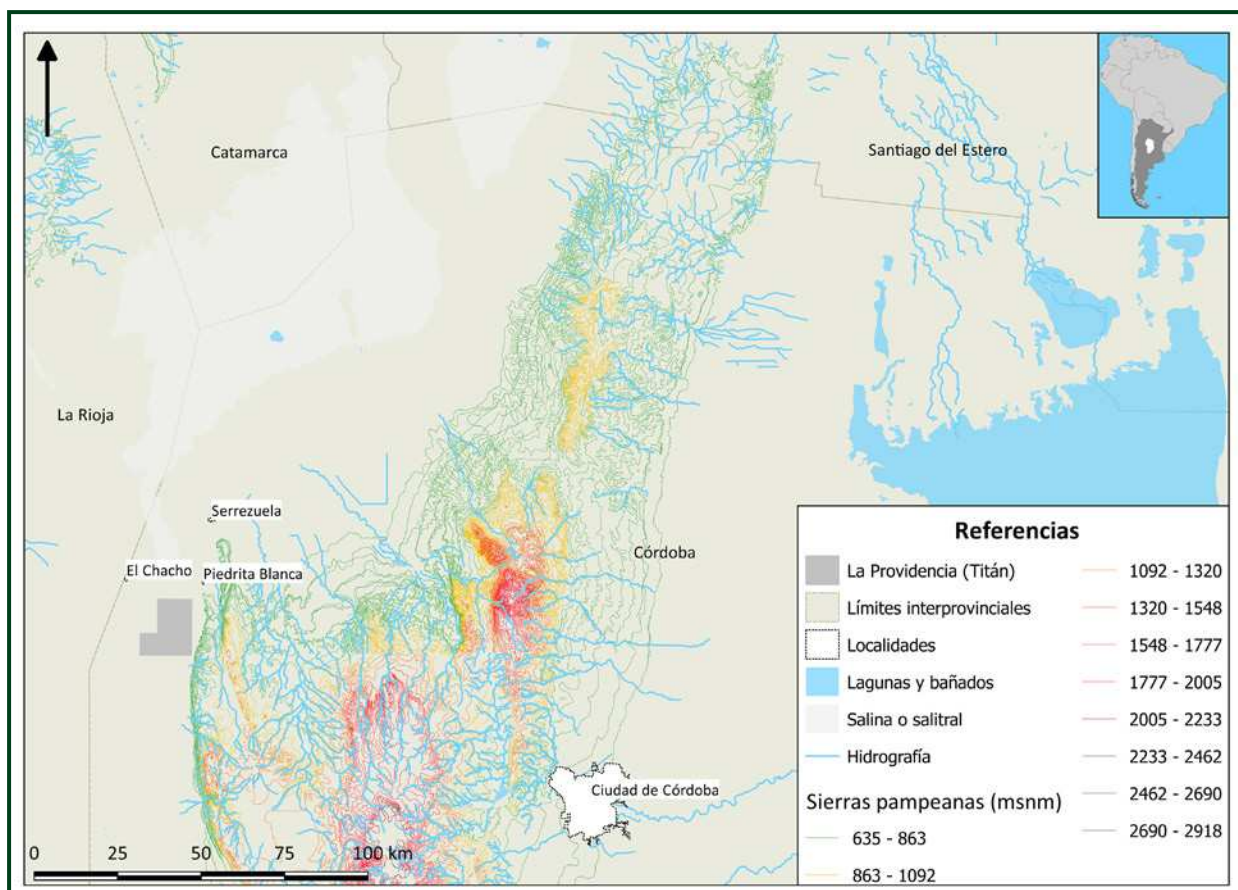 Catamarca
Santiago del Estero
La Rioja
Serrezuela
El Chacho
Piedrita Blanca
Córdoba
Ciudad de Córdoba
0 25 50 75 100 km
Referencias
La Providencia (Titán)
Límites interprovinciales
Localidades
Lagunas y bañados
Salina o salitral
Hidrografía
Sierras pampeanas (msnm)
635 - 863
863 - 1092
1092 - 1320
1320 - 1548
1548 - 1777
1777 - 2005
2005 - 2233
2233 - 2462
2462 - 2690
2690 - 2918